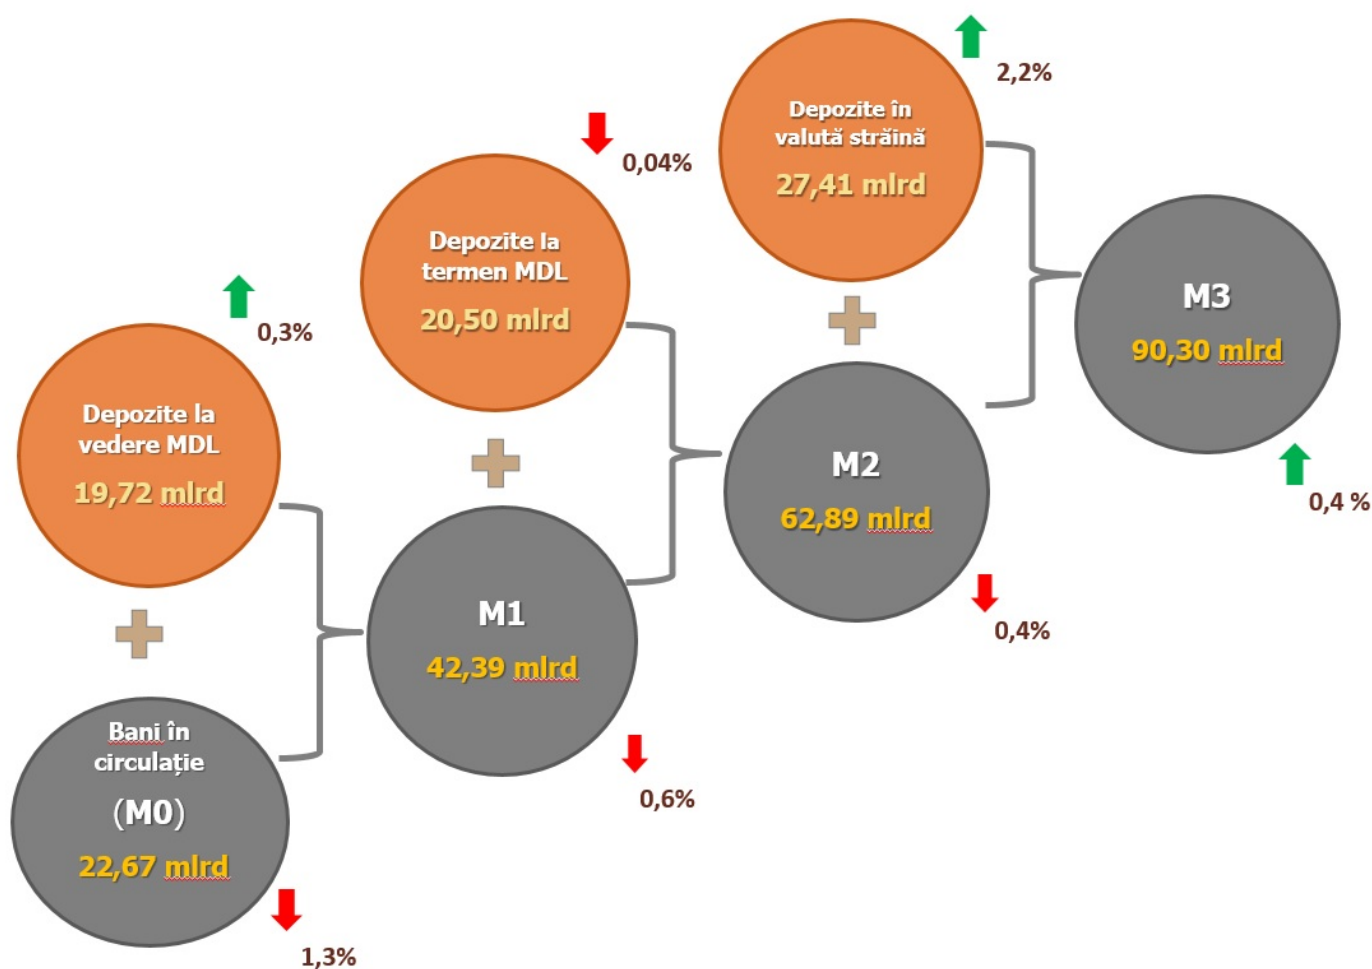 Depozite la
vedere MDL
19,72 mlrd
0,3%
Bani în
circulație
(M0)
22,67 mlrd
1,3%
Depozite la
termen MDL
20,50 mlrd
0,04%
M1
42,39 mlrd
0,6%
Depozite în
valută străină
27,41 mlrd
2,2%
M2
62,89 mlrd
0,4%
M3
90,30 mlrd
0,4 %